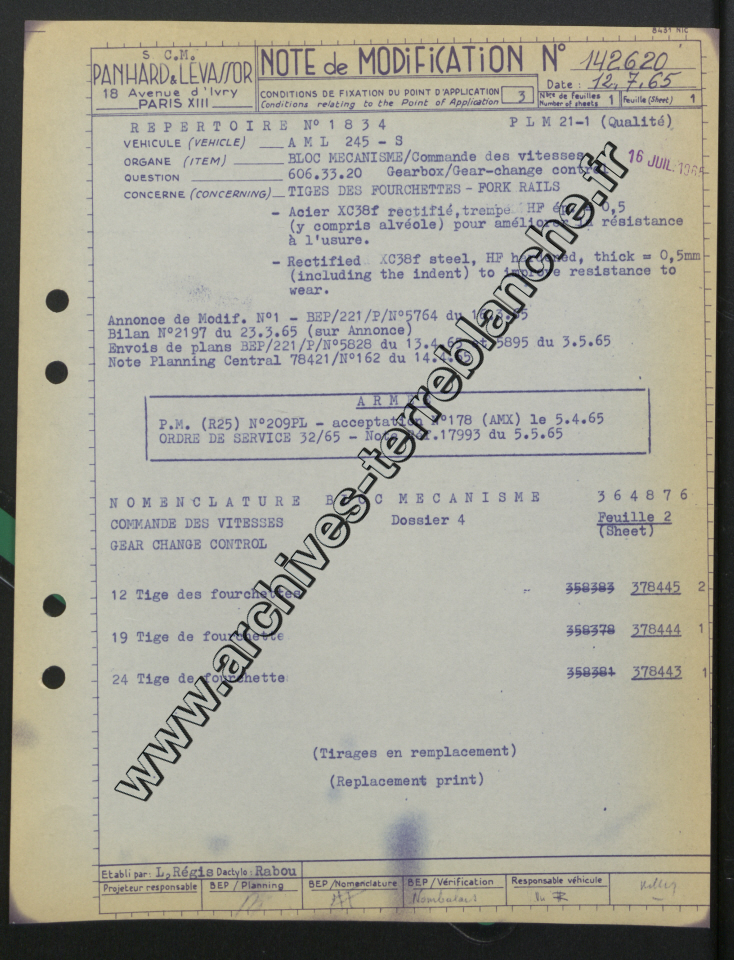 S C.M.
PANHARD & LEVASSOR
18 Avenue d'Ivry
PARIS XIII
NOTE de MODiFiCATiON N° 142620
Date : 12.7.65
CONDITIONS DE FIXATION DU POINT D'APPLICATION 3
Conditions relating to the Point of Application
Nbre de feuilles 1
Number of sheets
Feuille (Sheet) 1
REPERTOIRE N° 1834 PLM 21-1 (Qualité)
VEHICULE (VEHICLE) AML 245 - S
ORGANE (ITEM) BLOC MECANISME/Commande des vitesses
16 JUIL. 1965
QUESTION 606.33.20 Gearbox/Gear-change control
CONCERNE (CONCERNING) TIGES DES FOURCHETTES - FORK RAILS
- Acier XC38f rectifié, trempe HF 0,5
(y compris alvéole) pour améliorer la résistance
à l'usure.
- Rectified XC38f steel, HF hardened, thick = 0,5mm
(including the indent) to improve resistance to
wear.
Annonce de Modif. N°1 - BEP/221/P/N°5764 du 3.65
Bilan N°2197 du 23.3.65 (sur Annonce)
Envois de plans BEP/221/P/N°5828 du 13.4.65 et 5895 du 3.5.65
Note Planning Central 78421/N°162 du 14.4.65
ARMEE
P.M. (R25) N°209PL - acceptation N°178 (AMX) le 5.4.65
ORDRE DE SERVICE 32/65 - Note Réf.17993 du 5.5.65
NOMENCLATURE BLOC MECANISME 364876
COMMANDE DES VITESSES Dossier 4 Feuille 2
(Sheet)
GEAR CHANGE CONTROL
12 Tige des fourchettes 358383 378445 2
19 Tige de fourchette 358378 378444 1
24 Tige de fourchette 358381 378443 1
(Tirages en remplacement)
(Replacement print)
Etabli par : L. Régis Dactylo : Rabou
Projeteur responsable
BEP / Planning
BEP / Nomenclature
BEP / Vérification
Responsable véhicule
www.archives-terreblanche.fr